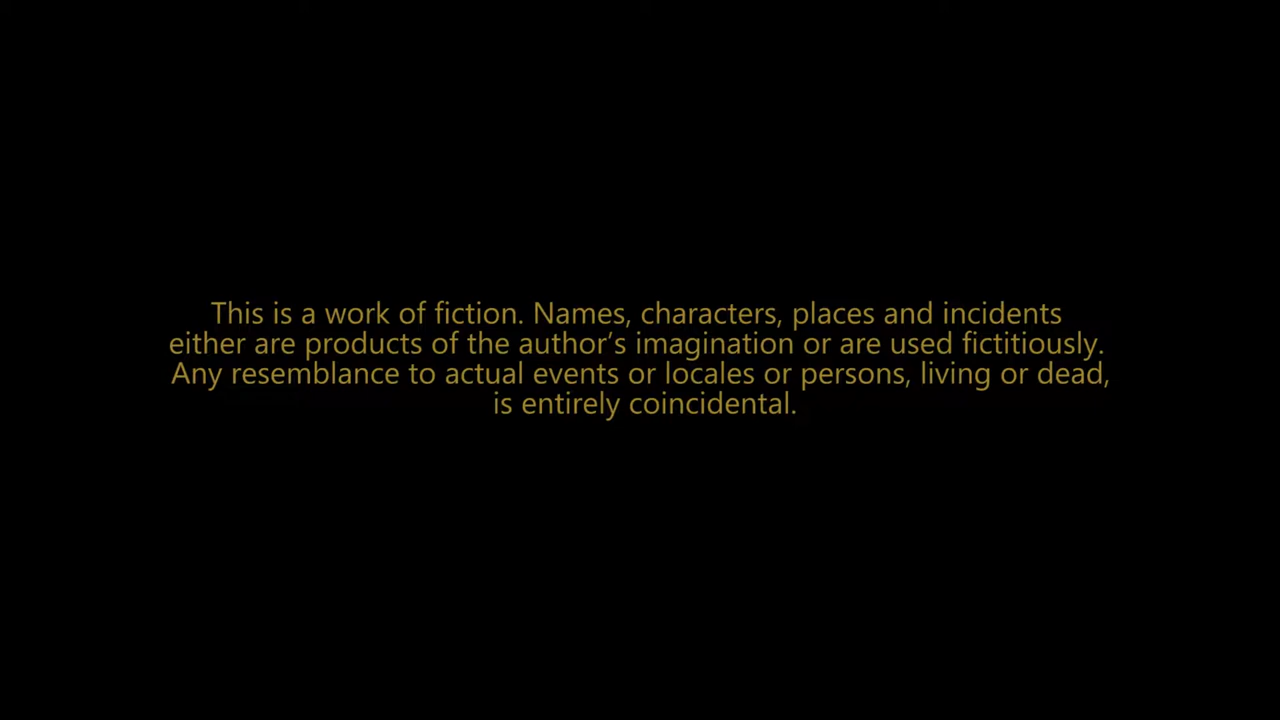 This is a work of fiction. Names, characters, places and incidents
either are products of the author’s imagination or are used fictitiously.
Any resemblance to actual events or locales or persons, living or dead,
is entirely coincidental.